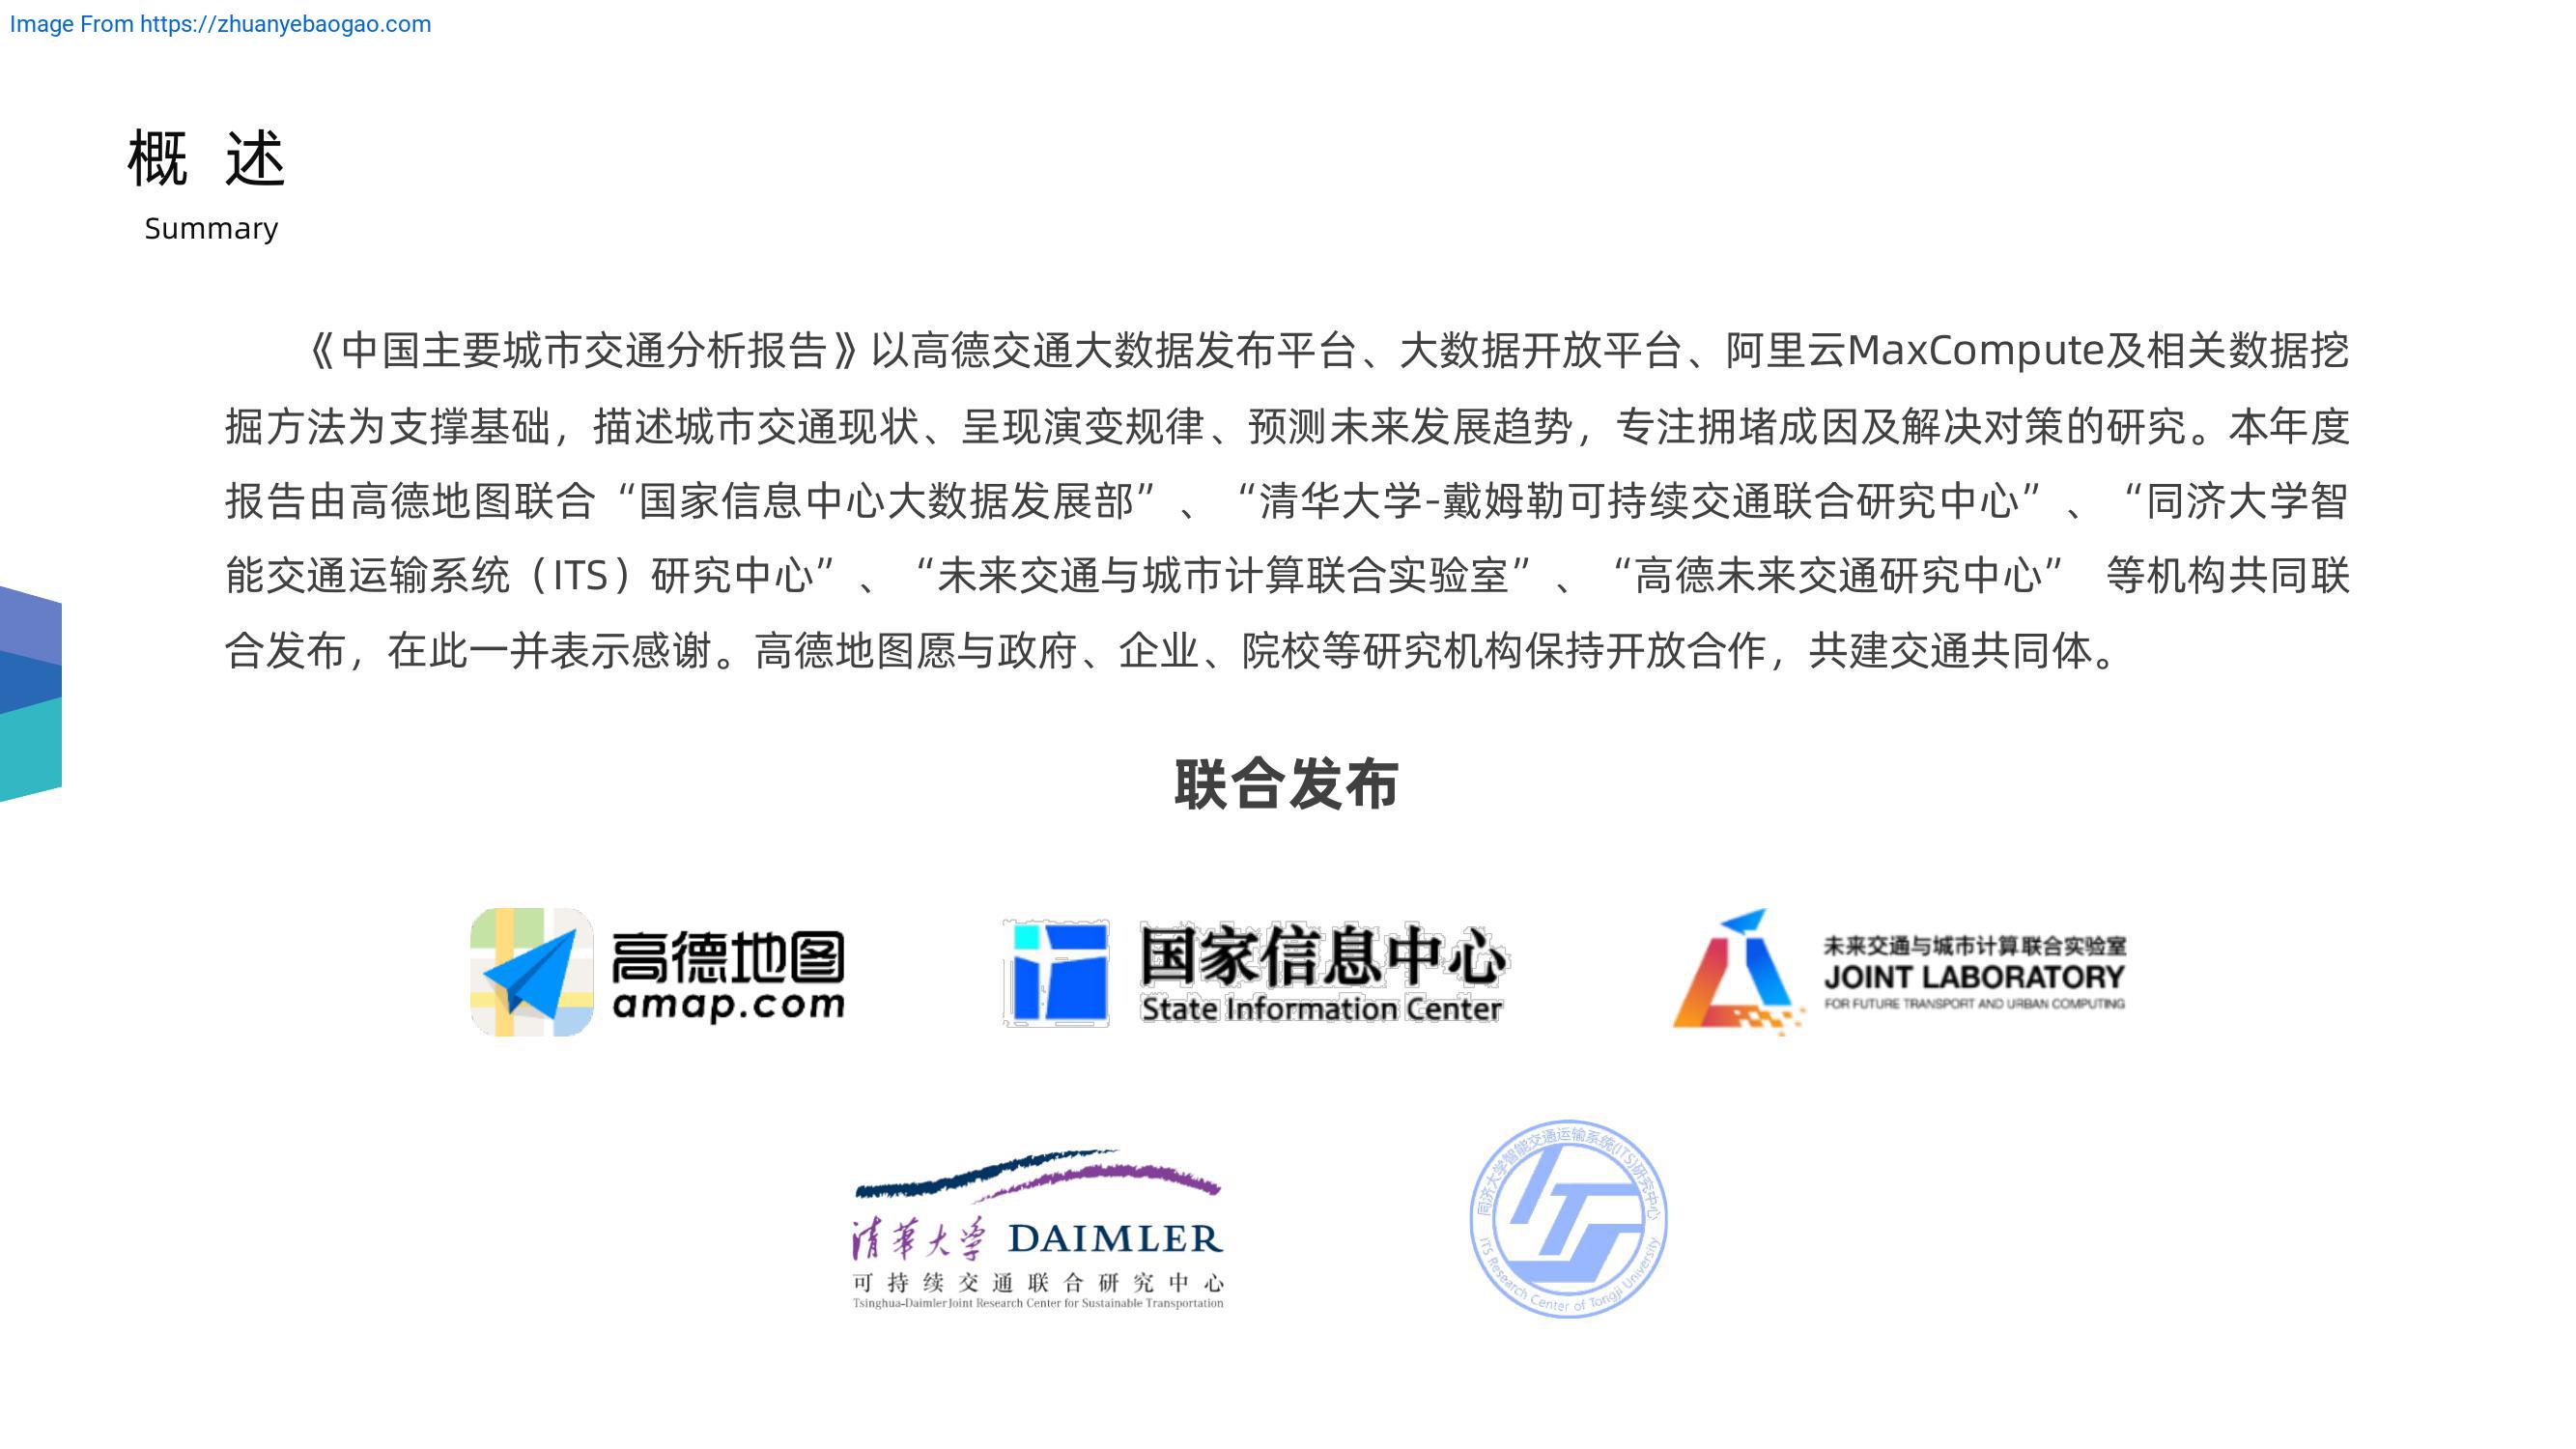 Image From https://zhuanyebaogao.com
概 述
Summary
《中国主要城市交通分析报告》以高德交通大数据发布平台、大数据开放平台、阿里云MaxCompute及相关数据挖
掘方法为支撑基础，描述城市交通现状、呈现演变规律、预测未来发展趋势，专注拥堵成因及解决对策的研究。本年度
报告由高德地图联合“国家信息中心大数据发展部”、“清华大学-戴姆勒可持续交通联合研究中心”、“同济大学智
能交通运输系统（ITS）研究中心”、“未来交通与城市计算联合实验室”、“高德未来交通研究中心” 等机构共同联
合发布，在此一并表示感谢。高德地图愿与政府、企业、院校等研究机构保持开放合作，共建交通共同体。
联合发布
高德地图
amap.com
国家信息中心
State Information Center
未来交通与城市计算联合实验室
JOINT LABORATORY
FOR FUTURE TRANSPORT AND URBAN COMPUTING
清華大学 DAIMLER
可持续交通联合研究中心
Tsinghua-Daimler Joint Research Center for Sustainable Transportation
同济大学智能交通运输系统(ITS)研究中心
ITS
ITS Research Center of Tongji University